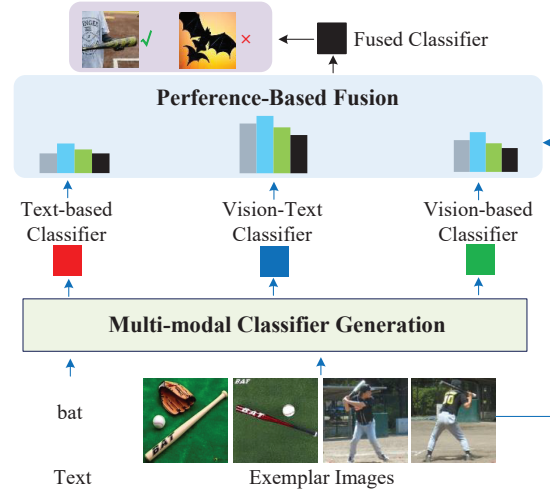 Fused Classifier
Perference-Based Fusion
Text-based
Classifier
Vision-Text
Classifier
Vision-based
Classifier
Multi-modal Classifier Generation
bat
BAT
BAT
BAT
Text
Exemplar Images